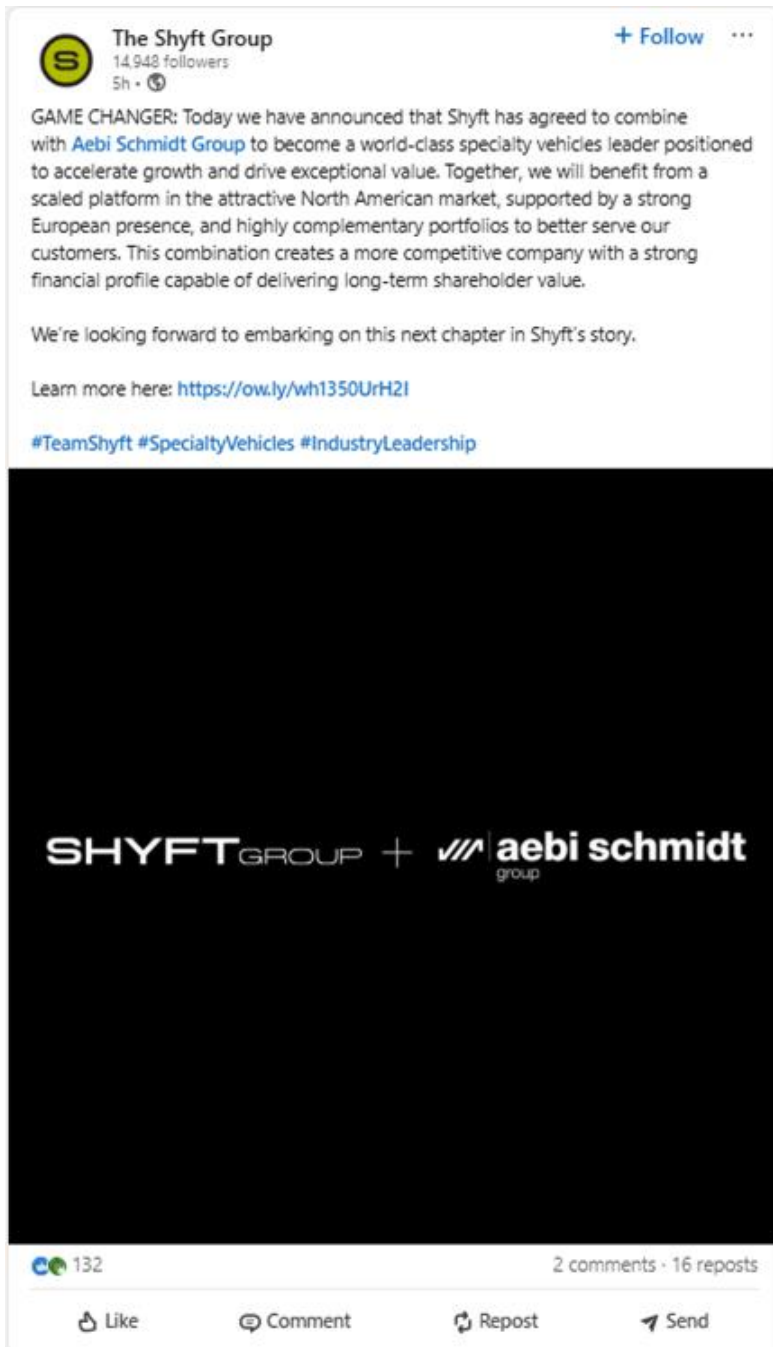 The Shyft Group
+ Follow ...
14,948 followers
5h •
GAME CHANGER: Today we have announced that Shyft has agreed to combine
with Aebi Schmidt Group to become a world-class specialty vehicles leader positioned
to accelerate growth and drive exceptional value. Together, we will benefit from a
scaled platform in the attractive North American market, supported by a strong
European presence, and highly complementary portfolios to better serve our
customers. This combination creates a more competitive company with a strong
financial profile capable of delivering long-term shareholder value.
We're looking forward to embarking on this next chapter in Shyft's story.
Learn more here: https://ow.ly/wh1350UrH2I
#TeamShyft #SpecialtyVehicles #IndustryLeadership
SHYFT GROUP + aebi schmidt
group
132
2 comments · 16 reposts
Like Comment Repost Send